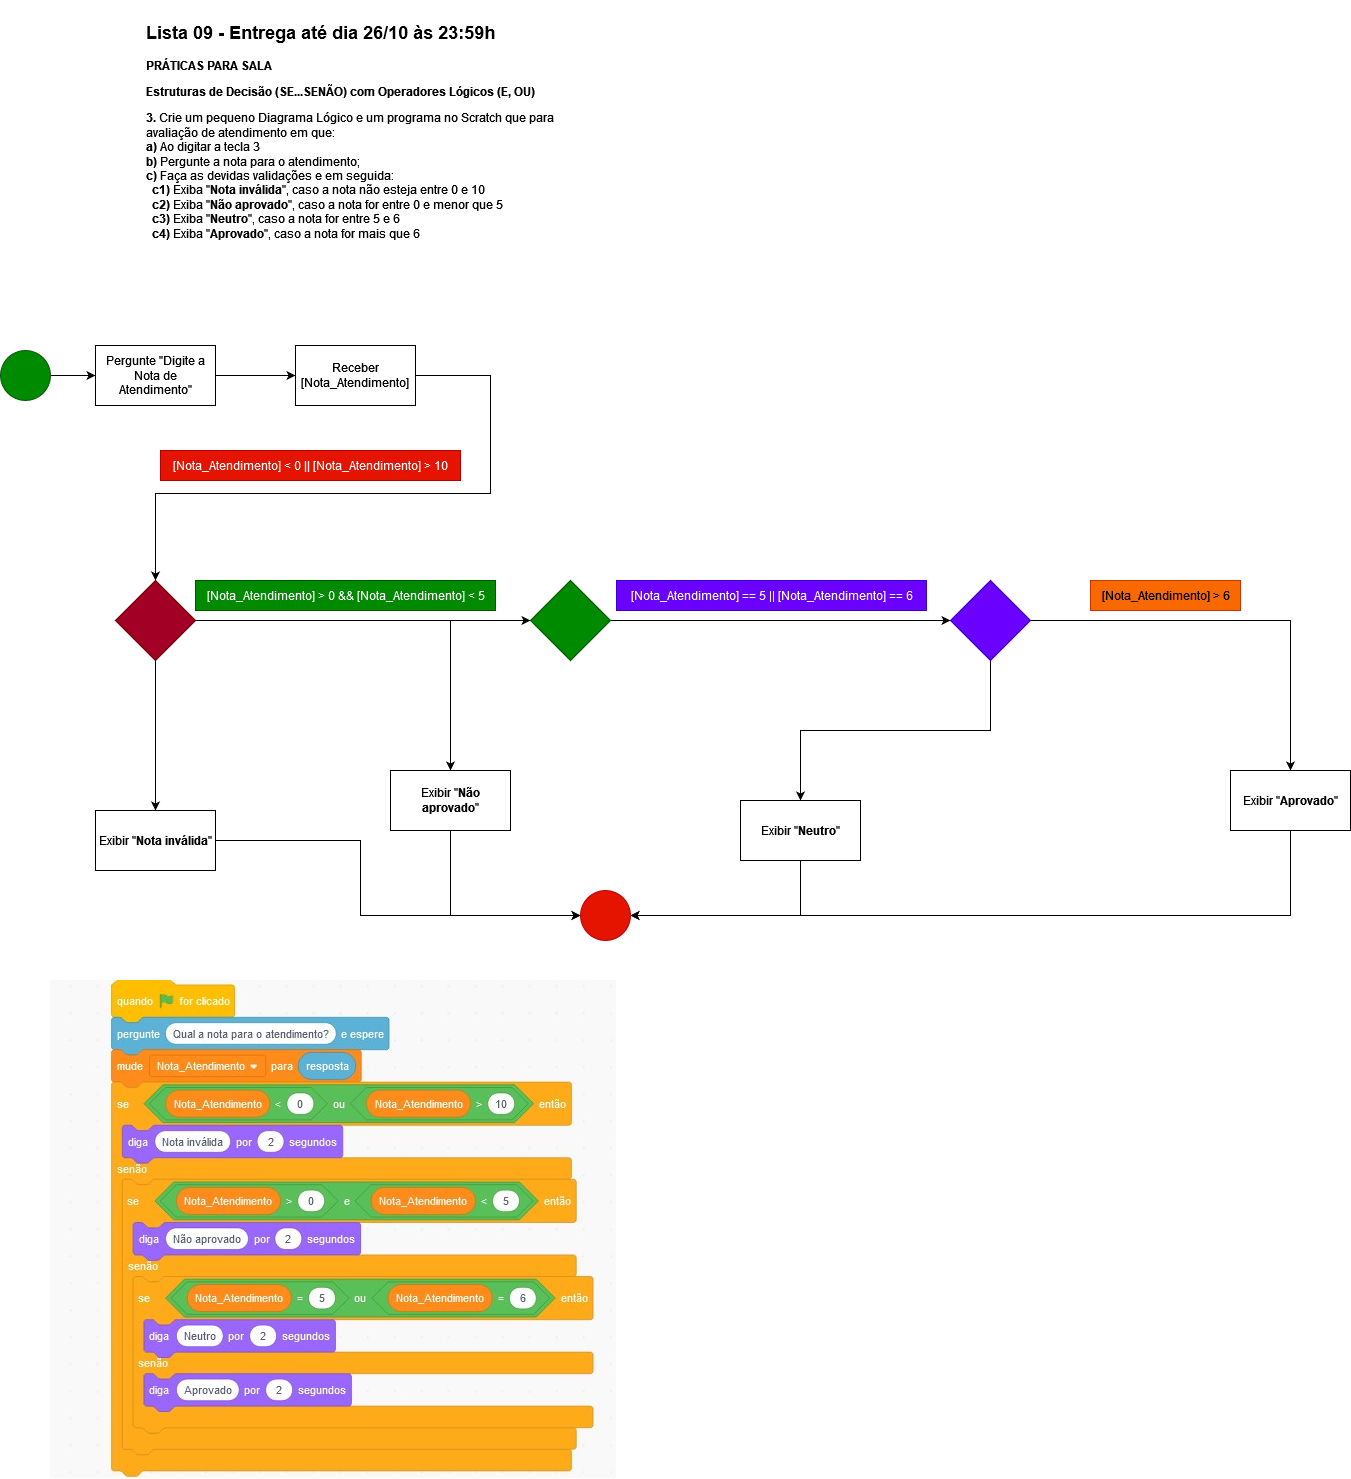 Lista 09 - Entrega até dia 26/10 às 23:59h
PRÁTICAS PARA SALA
Estruturas de Decisão (SE...SENÃO) com Operadores Lógicos (E, OU)
3. Crie um pequeno Diagrama Lógico e um programa no Scratch que para
avaliação de atendimento em que:
a) Ao digitar a tecla 3
b) Pergunte a nota para o atendimento;
c) Faça as devidas validações e em seguida:
c1) Exiba "Nota inválida", caso a nota não esteja entre 0 e 10
c2) Exiba "Não aprovado", caso a nota for entre 0 e menor que 5
c3) Exiba "Neutro", caso a nota for entre 5 e 6
c4) Exiba "Aprovado", caso a nota for mais que 6
Pergunte "Digite a
Nota de
Atendimento"
Receber
[Nota_Atendimento]
[Nota_Atendimento] < 0 || [Nota_Atendimento] > 10
[Nota_Atendimento] > 0 && [Nota_Atendimento] < 5
[Nota_Atendimento] == 5 || [Nota_Atendimento] == 6
[Nota_Atendimento] > 6
Exibir "Nota inválida"
Exibir "Não
aprovado"
Exibir "Neutro"
Exibir "Aprovado"
quando for clicado
pergunte Qual a nota para o atendimento? e espere
mude Nota_Atendimento para resposta
se Nota_Atendimento < 0 ou Nota_Atendimento > 10 então
diga Nota inválida por 2 segundos
senão
se Nota_Atendimento > 0 e Nota_Atendimento < 5 então
diga Não aprovado por 2 segundos
senão
se Nota_Atendimento = 5 ou Nota_Atendimento = 6 então
diga Neutro por 2 segundos
senão
diga Aprovado por 2 segundos